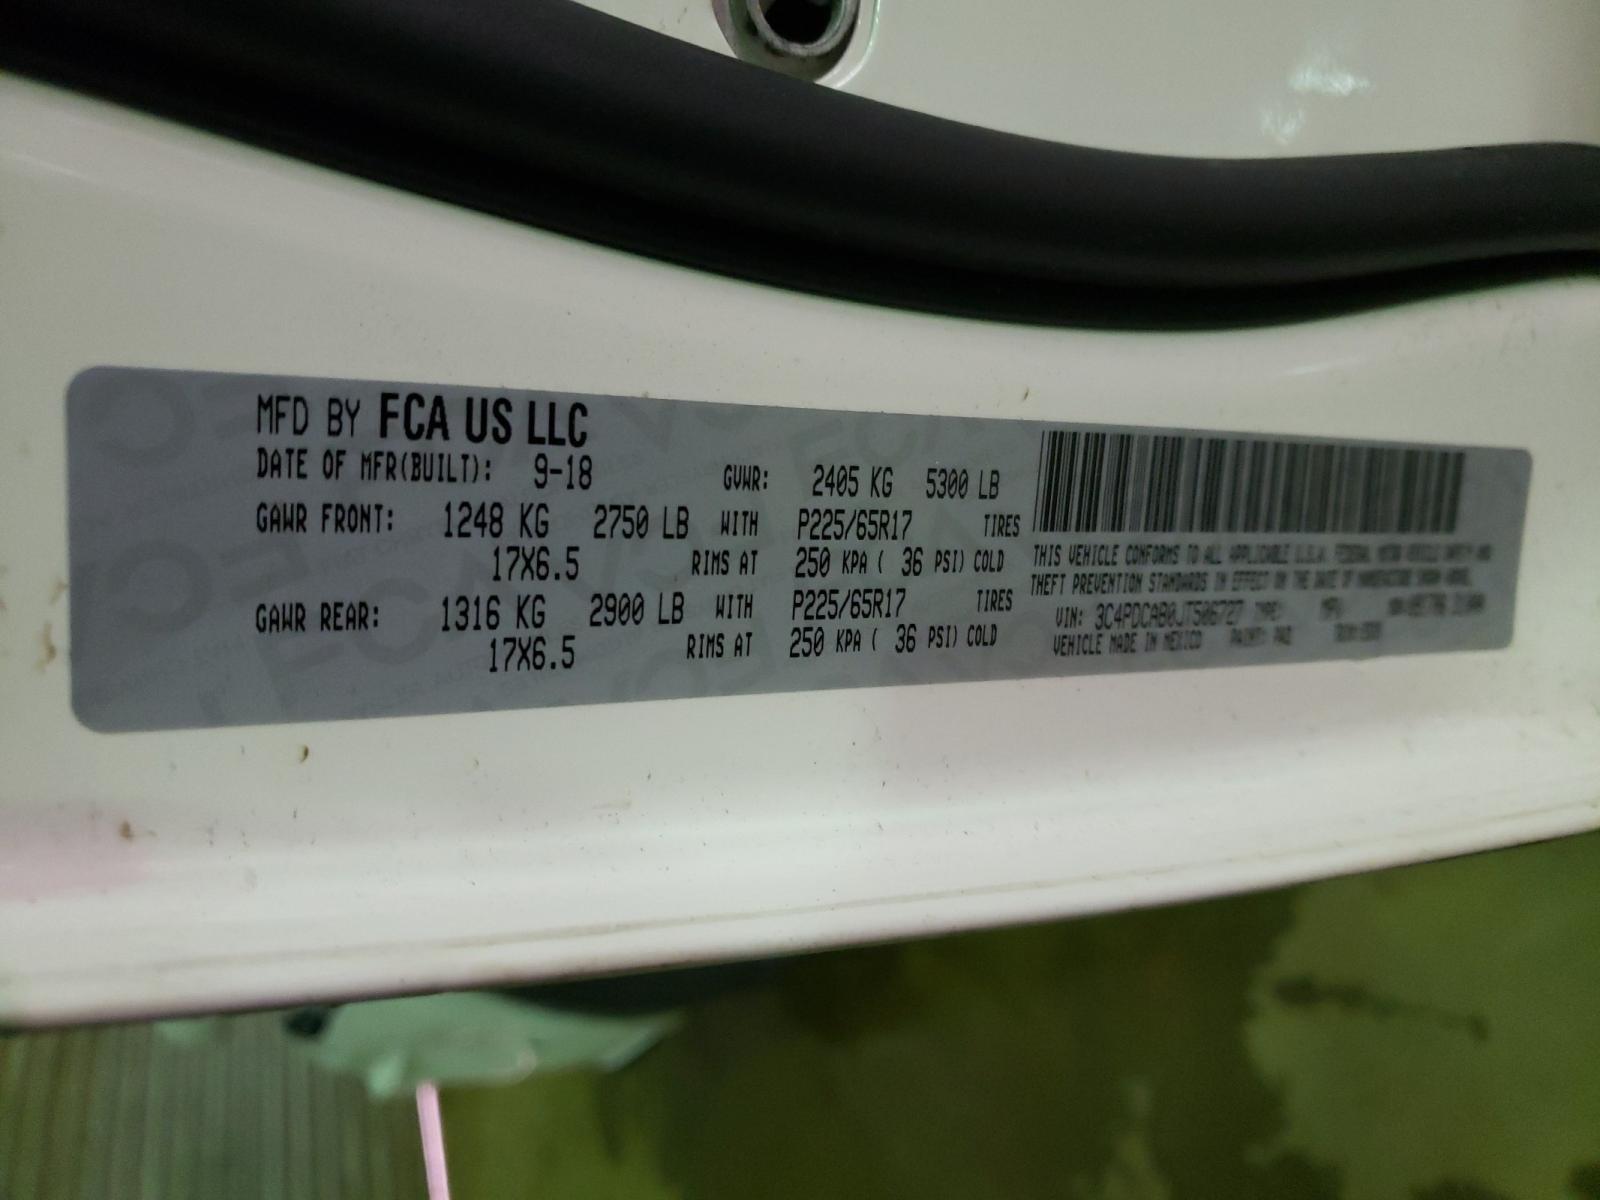 MFD BY FCA US LLC
DATE OF MFR(BUILT): 9-18 GVWR: 2405 KG 5300 LB
GAWR FRONT: 1248 KG 2750 LB WITH P225/65R17 TIRES
17X6.5 RIMS AT 250 KPA ( 36 PSI) COLD
GAWR REAR: 1316 KG 2900 LB WITH P225/65R17 TIRES
17X6.5 RIMS AT 250 KPA ( 36 PSI) COLD
THIS VEHICLE CONFORMS TO ALL APPLICABLE U.S.A. FEDERAL MOTOR VEHICLE SAFETY AND
THEFT PREVENTION STANDARDS IN EFFECT ON THE DATE OF MANUFACTURE SHOWN ABOVE.
VIN: 3C4PDCAB0JT506727 TYPE: MPV
VEHICLE MADE IN MEXICO PAINT: